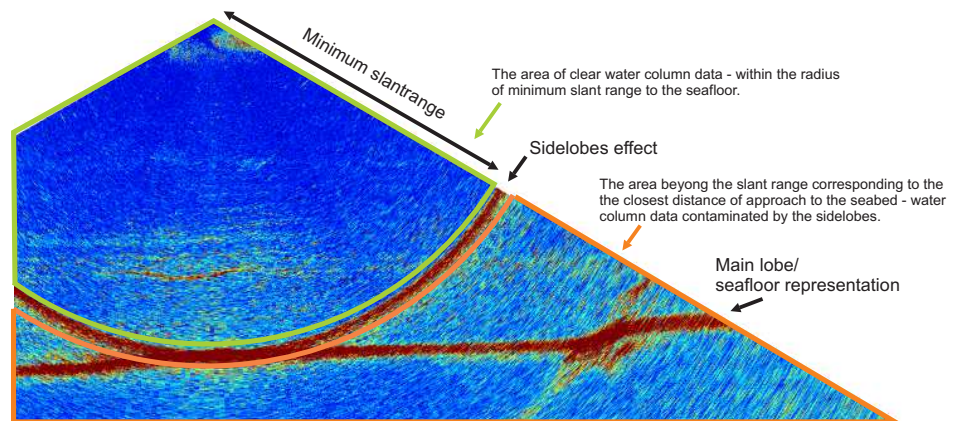 Minimum slantrange
The area of clear water column data - within the radius
of minimum slant range to the seafloor.
Sidelobes effect
The area beyong the slant range corresponding to the
the closest distance of approach to the seabed - water
column data contaminated by the sidelobes.
Main lobe/
seafloor representation